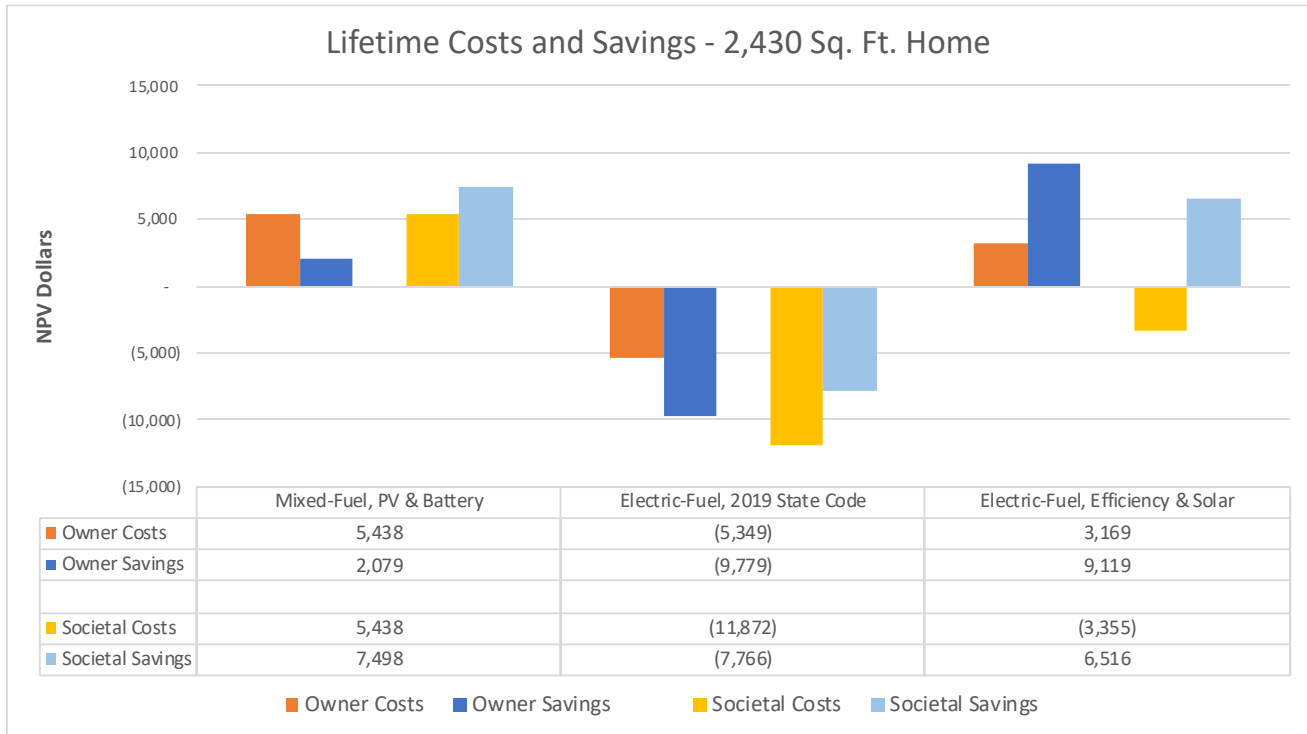 Lifetime Costs and Savings - 2,430 Sq. Ft. Home
NPV Dollars
15,000
10,000
5,000
-
(5,000)
(10,000)
(15,000)
Mixed-Fuel, PV & Battery Electric-Fuel, 2019 State Code Electric-Fuel, Efficiency & Solar
Owner Costs 5,438 (5,349) 3,169
Owner Savings 2,079 (9,779) 9,119
Societal Costs 5,438 (11,872) (3,355)
Societal Savings 7,498 (7,766) 6,516
Owner Costs Owner Savings Societal Costs Societal Savings